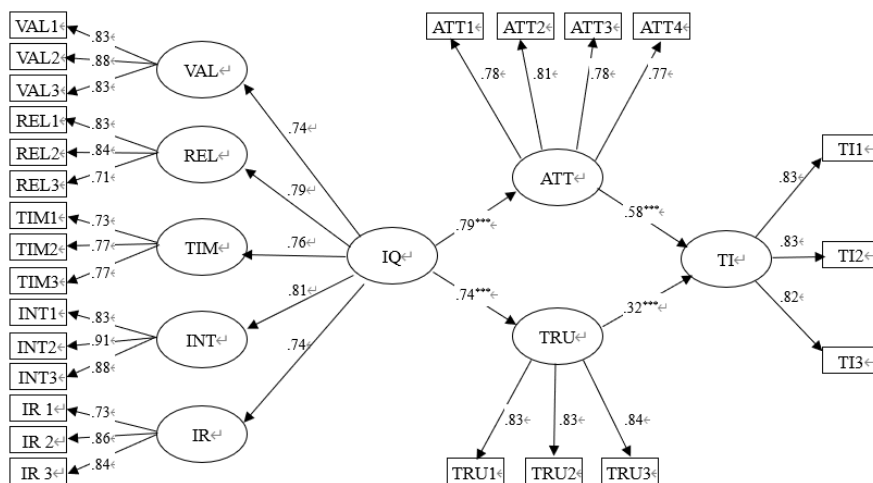 VAL1
VAL2
VAL3
REL1
REL2
REL3
TIM1
TIM2
TIM3
INT1
INT2
INT3
IR 1
IR 2
IR 3
.83
.88
.83
.83
.84
.71
.73
.77
.77
.83
.91
.88
.73
.86
.84
VAL
REL
TIM
INT
IR
.74
.79
.76
.81
.74
IQ
.79***
.74***
ATT1
ATT2
ATT3
ATT4
.78
.81
.78
.77
ATT
TRU
.83
.83
.84
TRU1
TRU2
TRU3
.58***
.32***
TI
.83
.83
.82
TI1
TI2
TI3